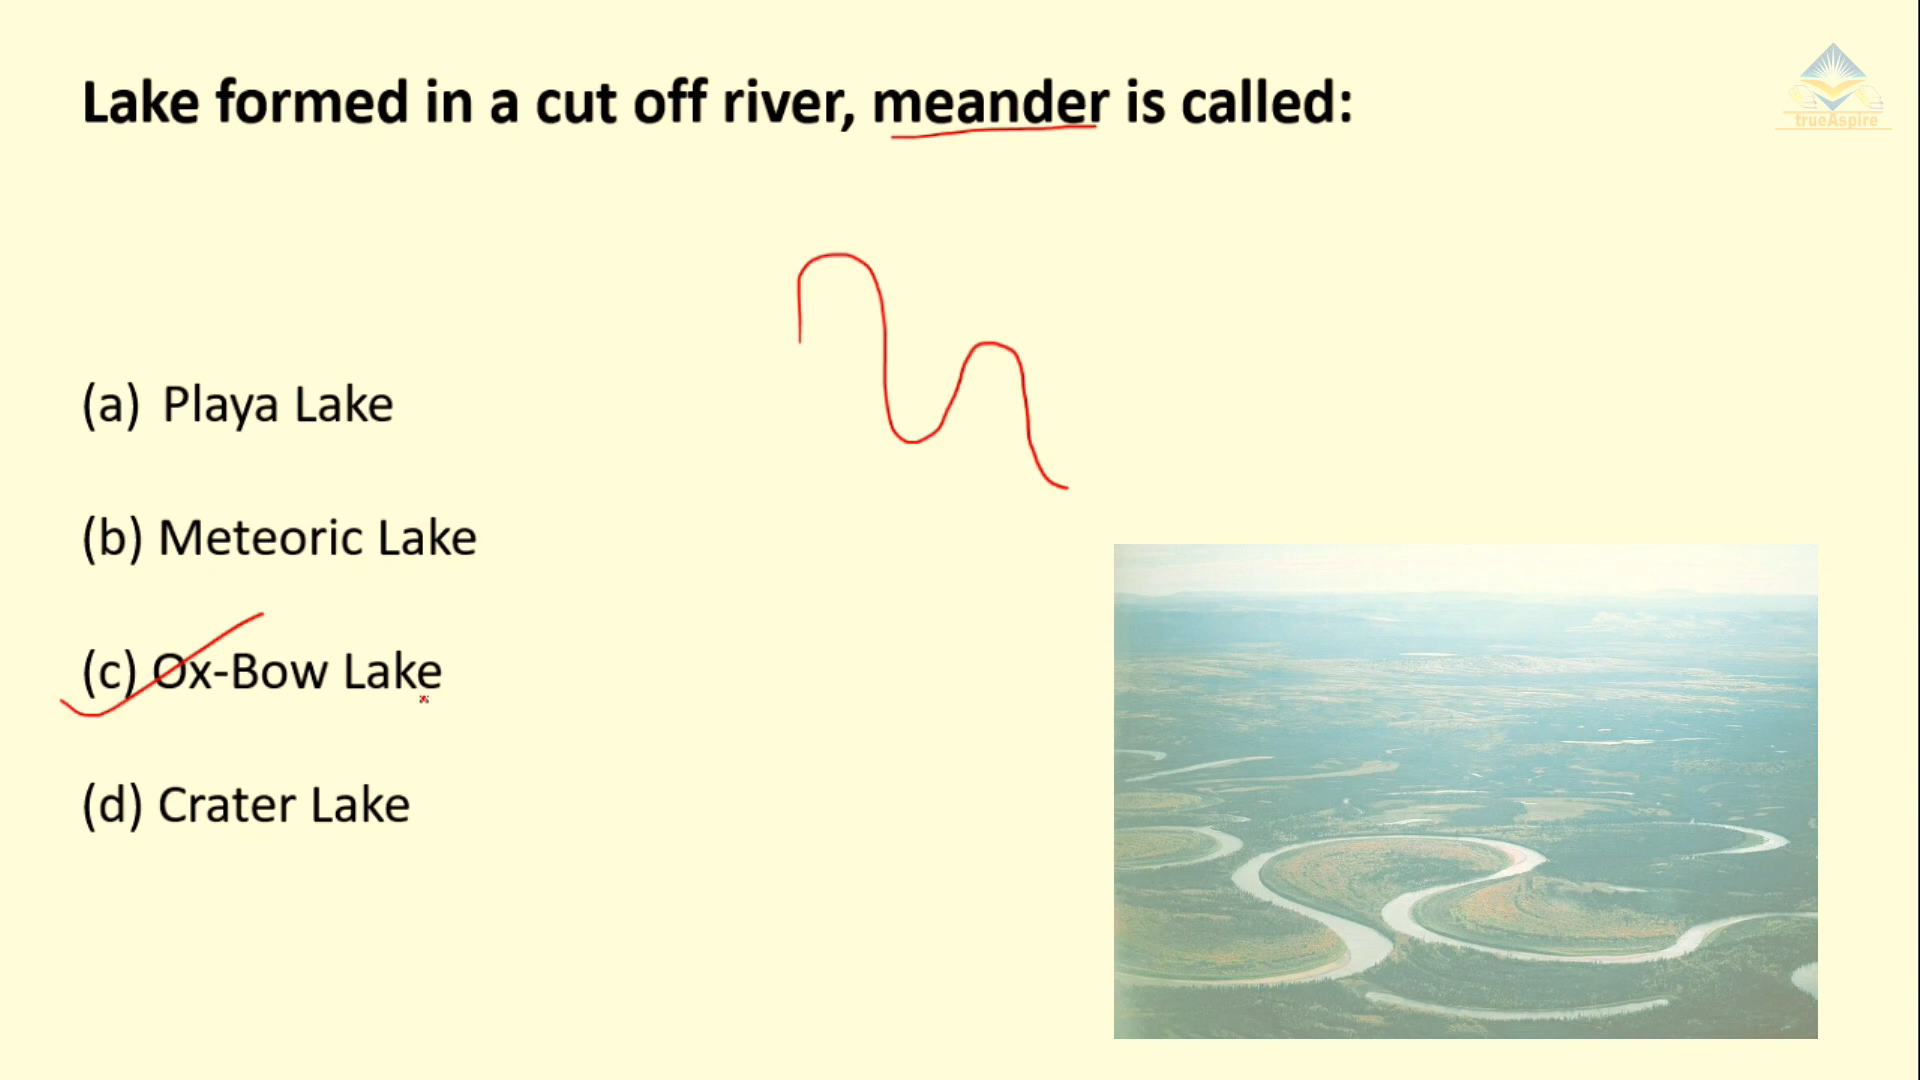 Lake formed in a cut off river, meander is called:
trueAspire
(a) Playa Lake
(b) Meteoric Lake
(c) Ox-Bow Lake
(d) Crater Lake